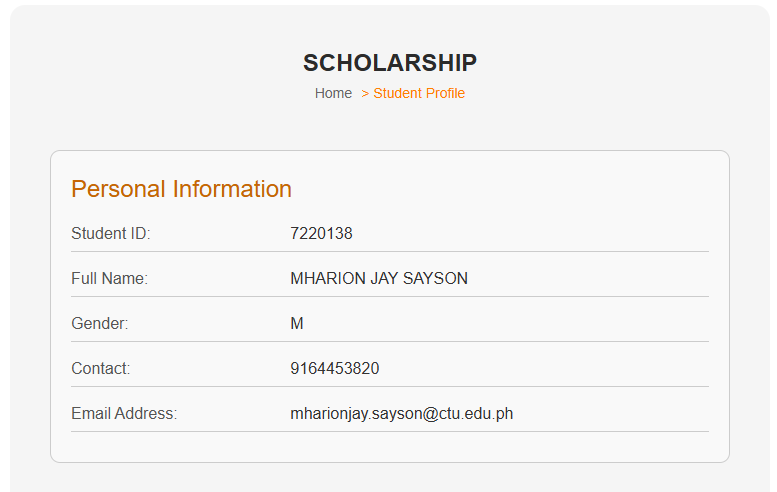 SCHOLARSHIP
Home > Student Profile
Personal Information
Student ID: 7220138
Full Name: MHARION JAY SAYSON
Gender: M
Contact: 9164453820
Email Address: mharionjay.sayson@ctu.edu.ph